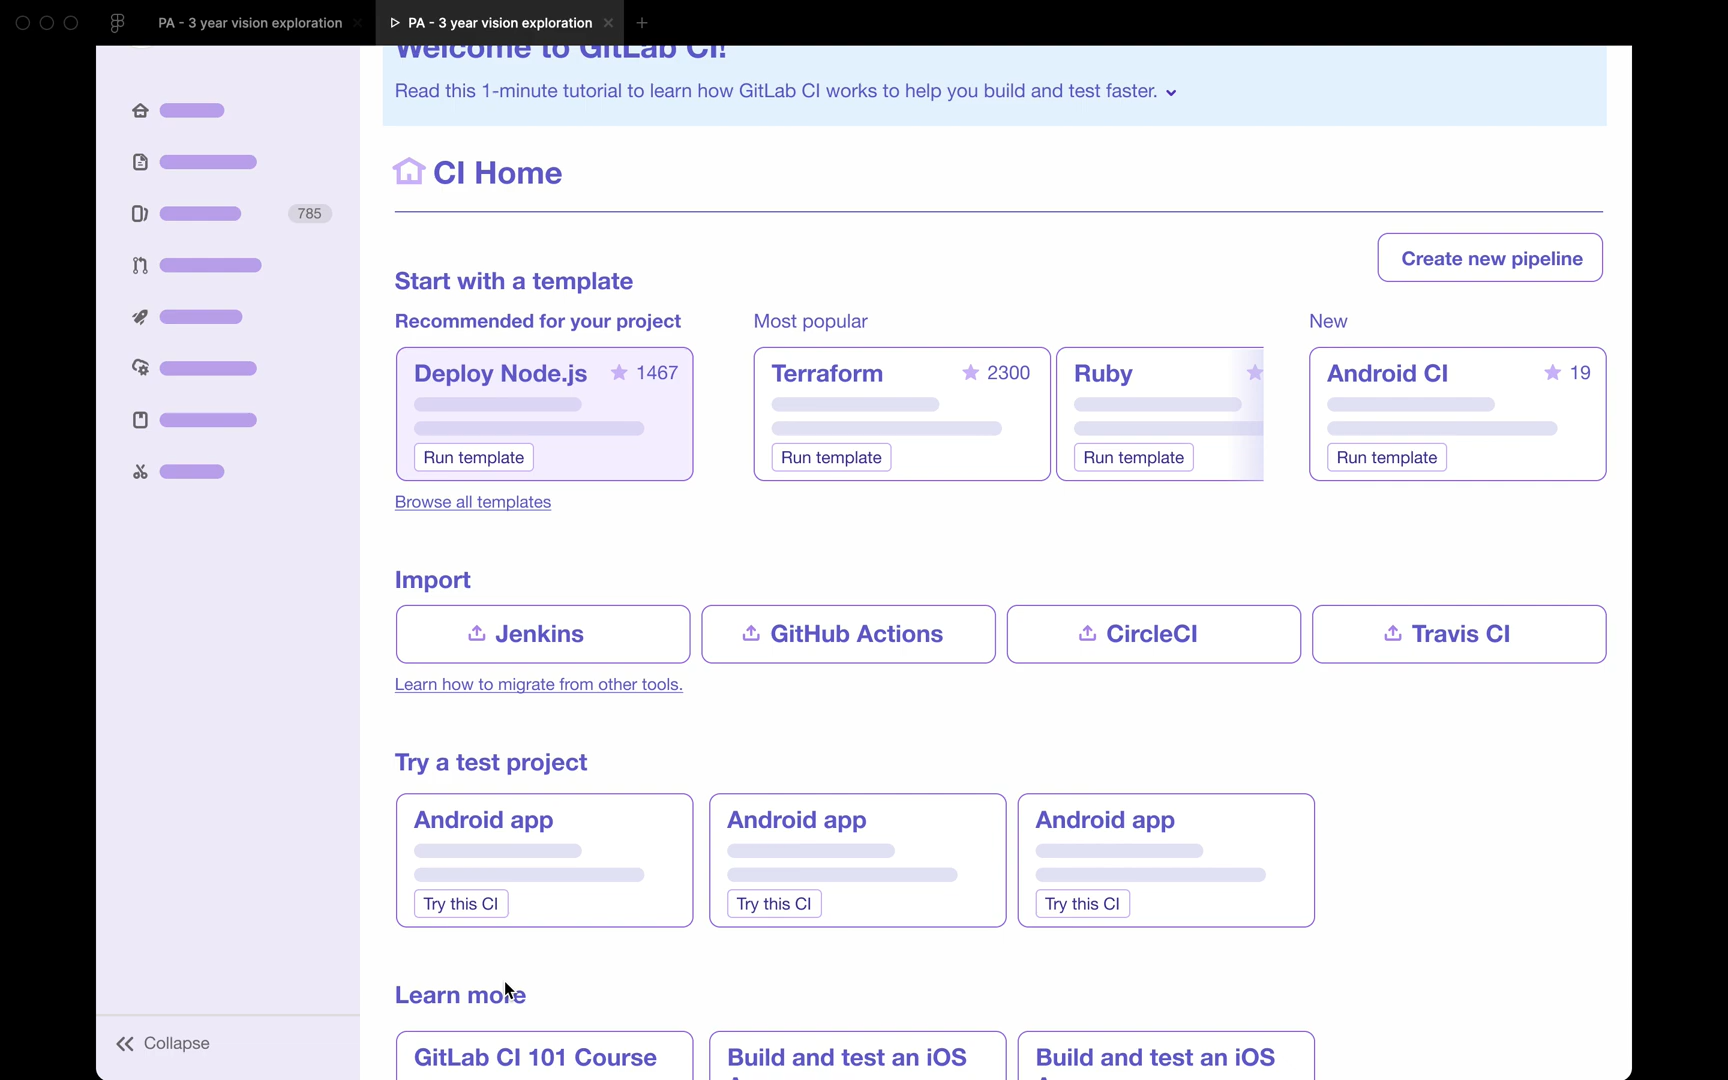 PA - 3 year vision exploration
PA - 3 year vision exploration
Welcome to GitLab CI!
Read this 1-minute tutorial to learn how GitLab CI works to help you build and test faster.
CI Home
785
Create new pipeline
Start with a template
Recommended for your project
Most popular
New
Deploy Node.js 1467
Terraform 2300
Ruby
Android CI 19
Run template
Run template
Run template
Run template
Browse all templates
Import
Jenkins
GitHub Actions
CircleCI
Travis CI
Learn how to migrate from other tools.
Try a test project
Android app
Android app
Android app
Try this CI
Try this CI
Try this CI
Learn more
GitLab CI 101 Course
Build and test an iOS
Build and test an iOS
Collapse